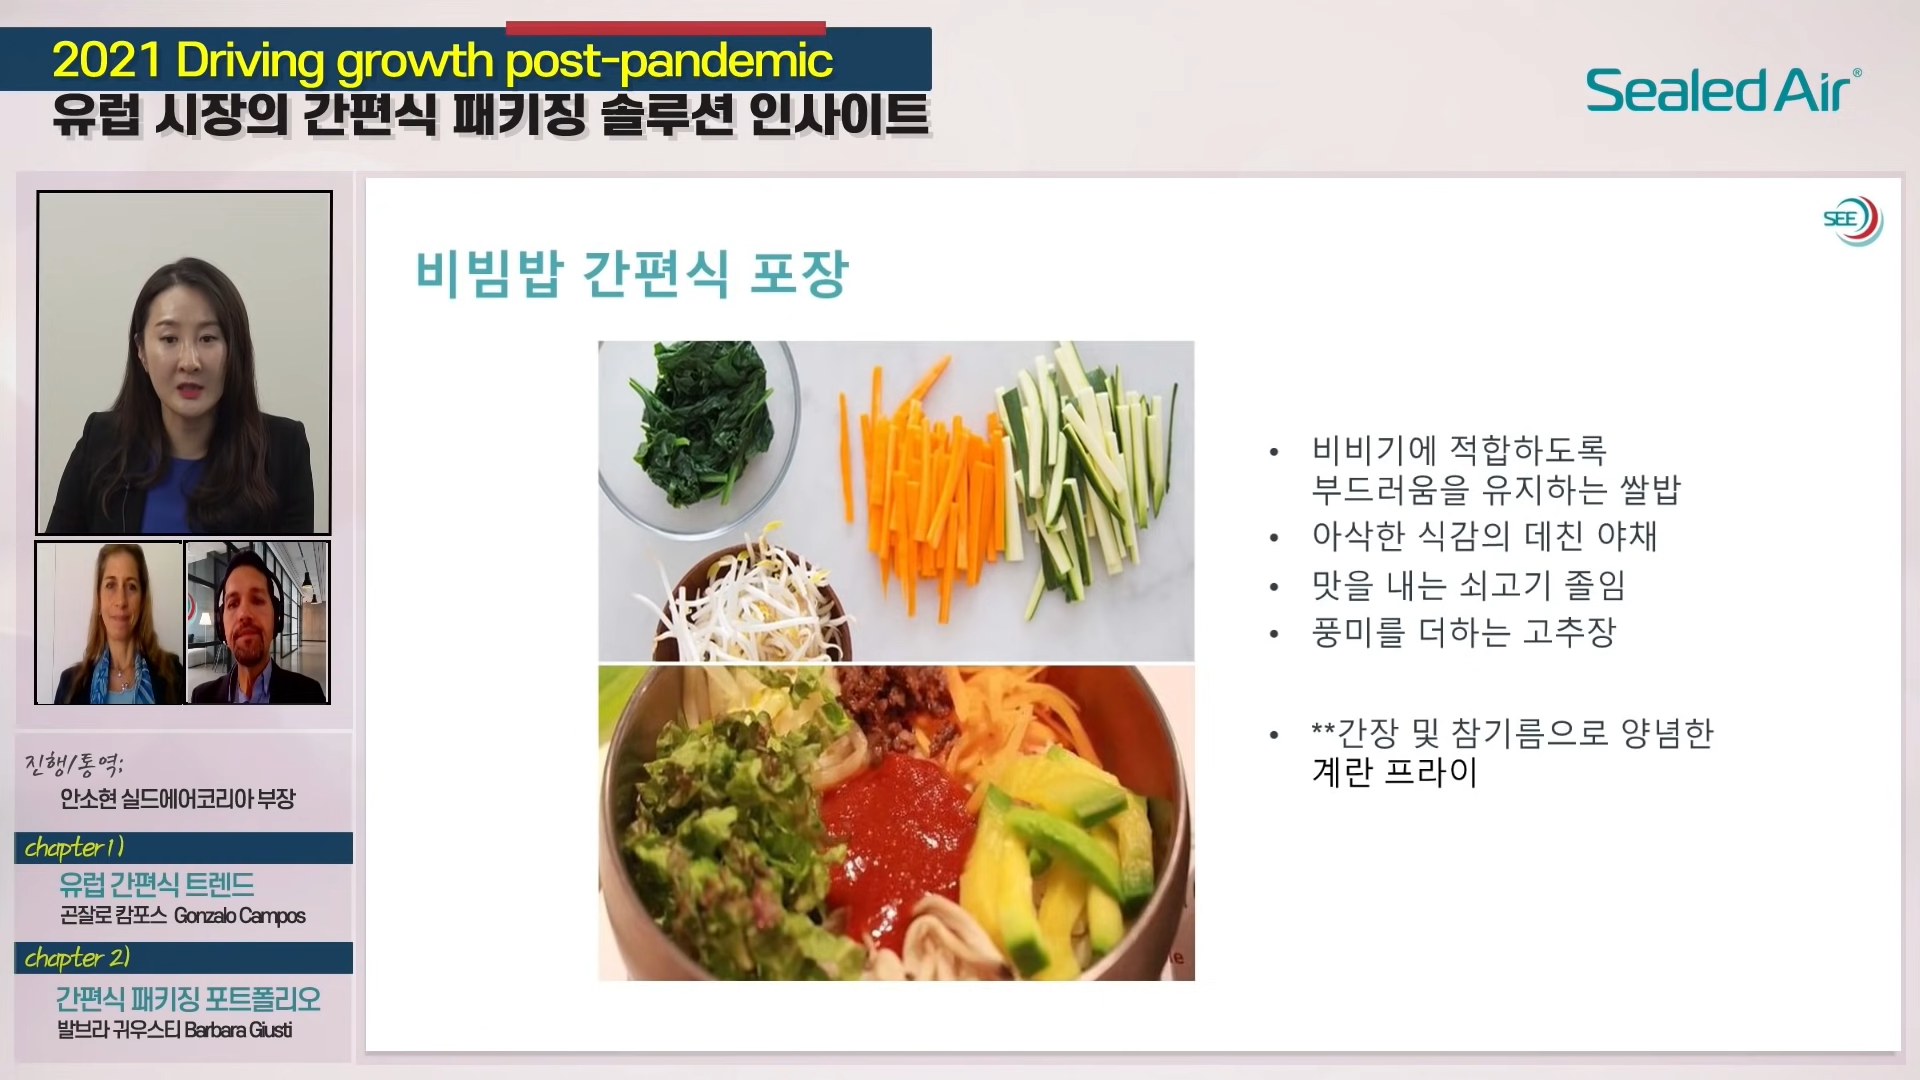 2021 Driving growth post-pandemic
유럽 시장의 간편식 패키징 솔루션 인사이트
Sealed Air®
SEE
비빔밥 간편식 포장
• 비비기에 적합하도록
부드러움을 유지하는 쌀밥
• 아삭한 식감의 데친 야채
• 맛을 내는 쇠고기 졸임
• 풍미를 더하는 고추장
• **간장 및 참기름으로 양념한
계란 프라이
진행/통역;
안소현 실드에어코리아 부장
chapter1)
유럽 간편식 트렌드
곤잘로 캄포스 Gonzalo Campos
chapter 2)
간편식 패키징 포트폴리오
발브라 귀우스티 Barbara Giusti